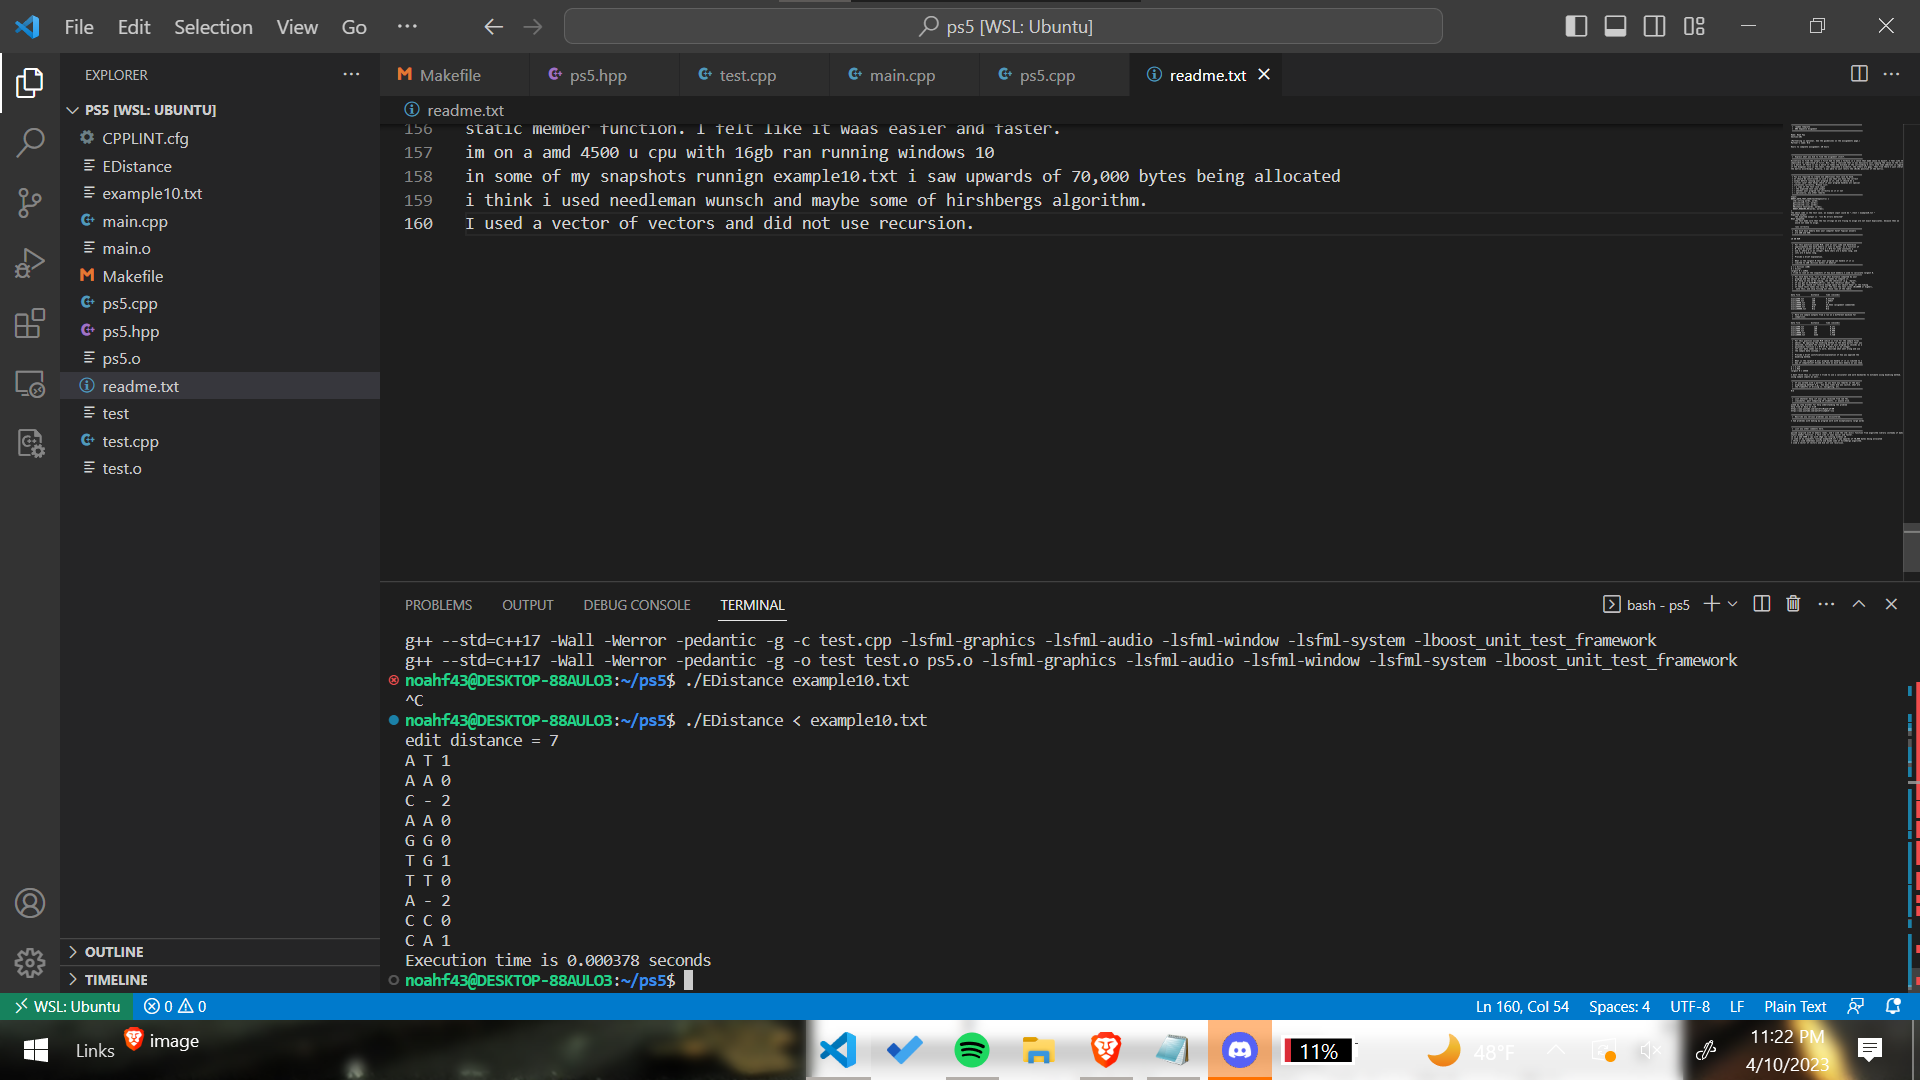 File Edit Selection View Go ···
ps5 [WSL: Ubuntu]
EXPLORER ···
PS5 [WSL: UBUNTU]
CPPLINT.cfg
EDistance
example10.txt
main.cpp
main.o
Makefile
ps5.cpp
ps5.hpp
ps5.o
readme.txt
test
test.cpp
test.o
OUTLINE
TIMELINE
Makefile ps5.hpp test.cpp main.cpp ps5.cpp readme.txt
readme.txt
156 static member function. I felt like it waas easier and faster.
157 im on a amd 4500 u cpu with 16gb ran running windows 10
158 in some of my snapshots runnign example10.txt i saw upwards of 70,000 bytes being allocated
159 i think i used needleman wunsch and maybe some of hirshbergs algorithm.
160 I used a vector of vectors and did not use recursion.
PROBLEMS OUTPUT DEBUG CONSOLE TERMINAL
bash - ps5
g++ --std=c++17 -Wall -Werror -pedantic -g -c test.cpp -lsfml-graphics -lsfml-audio -lsfml-window -lsfml-system -lboost_unit_test_framework
g++ --std=c++17 -Wall -Werror -pedantic -g -o test test.o ps5.o -lsfml-graphics -lsfml-audio -lsfml-window -lsfml-system -lboost_unit_test_framework
noahf43@DESKTOP-88AULO3:~/ps5$ ./EDistance example10.txt
^C
noahf43@DESKTOP-88AULO3:~/ps5$ ./EDistance < example10.txt
edit distance = 7
A T 1
A A 0
C - 2
A A 0
G G 0
T G 1
T T 0
A - 2
C C 0
C A 1
Execution time is 0.000378 seconds
noahf43@DESKTOP-88AULO3:~/ps5$
WSL: Ubuntu 0 0
Ln 160, Col 54 Spaces: 4 UTF-8 LF Plain Text
Links image
11%
48°F
11:22 PM
4/10/2023